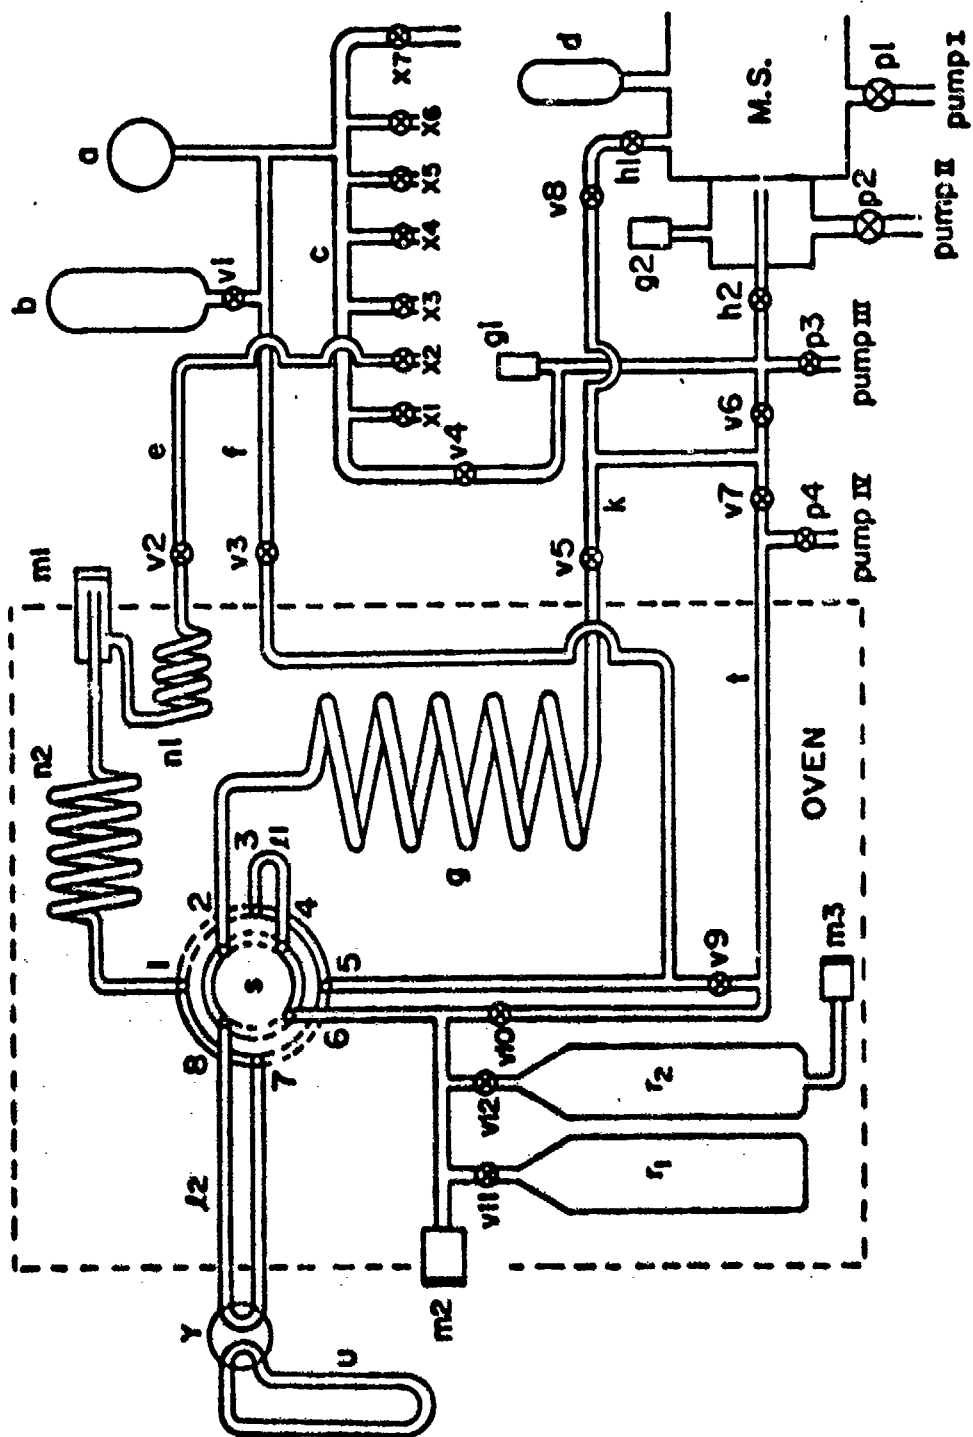 a
b
c
d
e
f
v1
v2
v3
v4
x1
x2
x3
x4
x5
x6
x7
m1
n1
n2
g1
g2
h1
h2
v8
M.S.
p1
pump I
p2
pump II
p3
pump III
p4
pump IV
v5
v6
v7
k
t
g
OVEN
1
2
3
4
5
6
7
8
s
ℓ1
ℓ2
Y
U
v9
v10
v11
v12
r1
r2
m2
m3